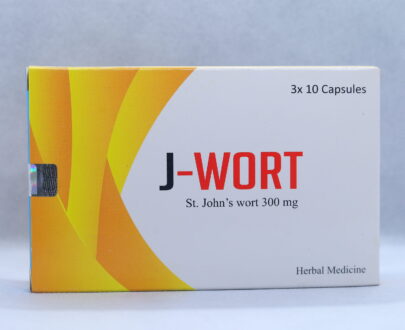 3x 10 Capsules
J-WORT
St. John's wort 300 mg
Herbal Medicine